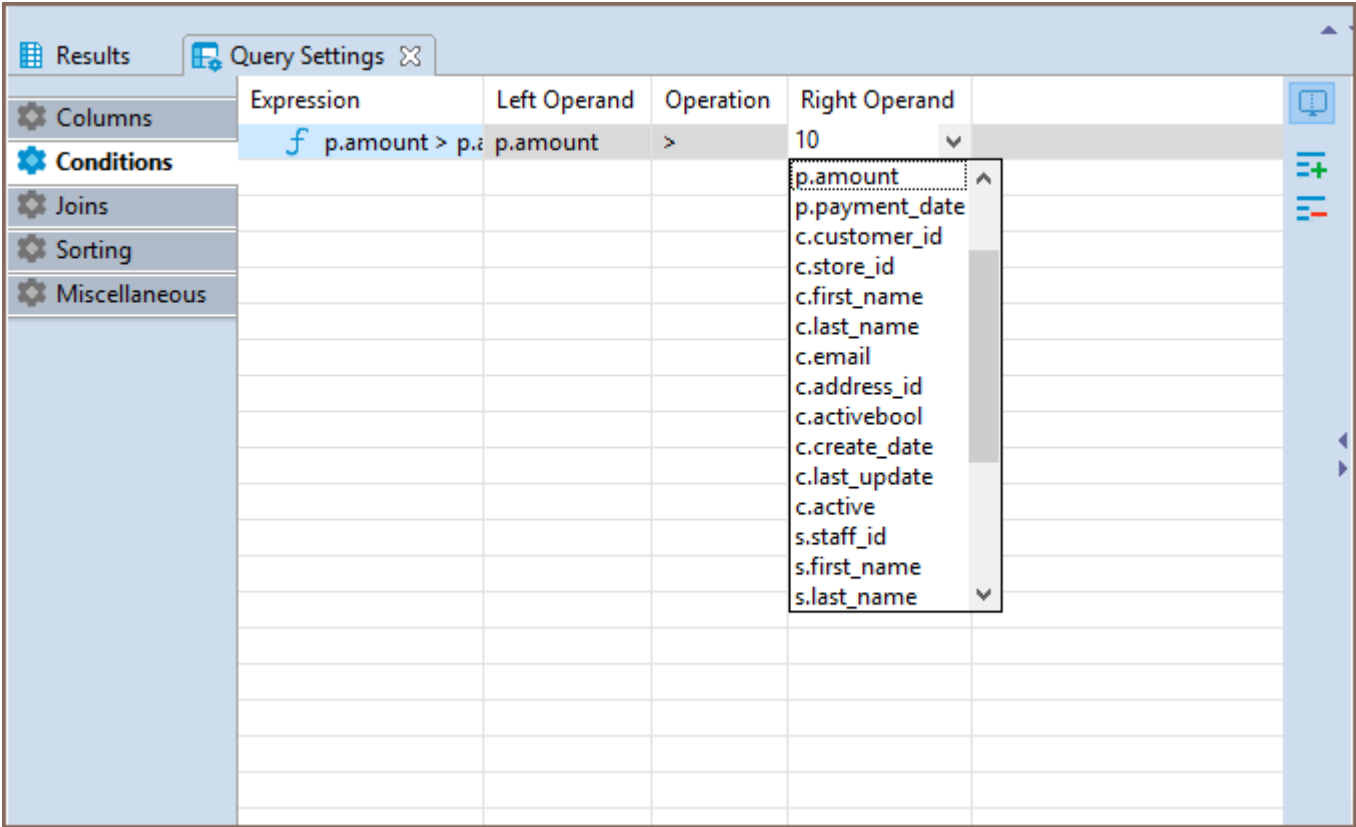 Results Query Settings
Expression Left Operand Operation Right Operand
Columns
p.amount > p.a p.amount > 10
Conditions
p.amount
p.payment_date
Joins
c.customer_id
Sorting
c.store_id
Miscellaneous
c.first_name
c.last_name
c.email
c.address_id
c.activebool
c.create_date
c.last_update
c.active
s.staff_id
s.first_name
s.last_name